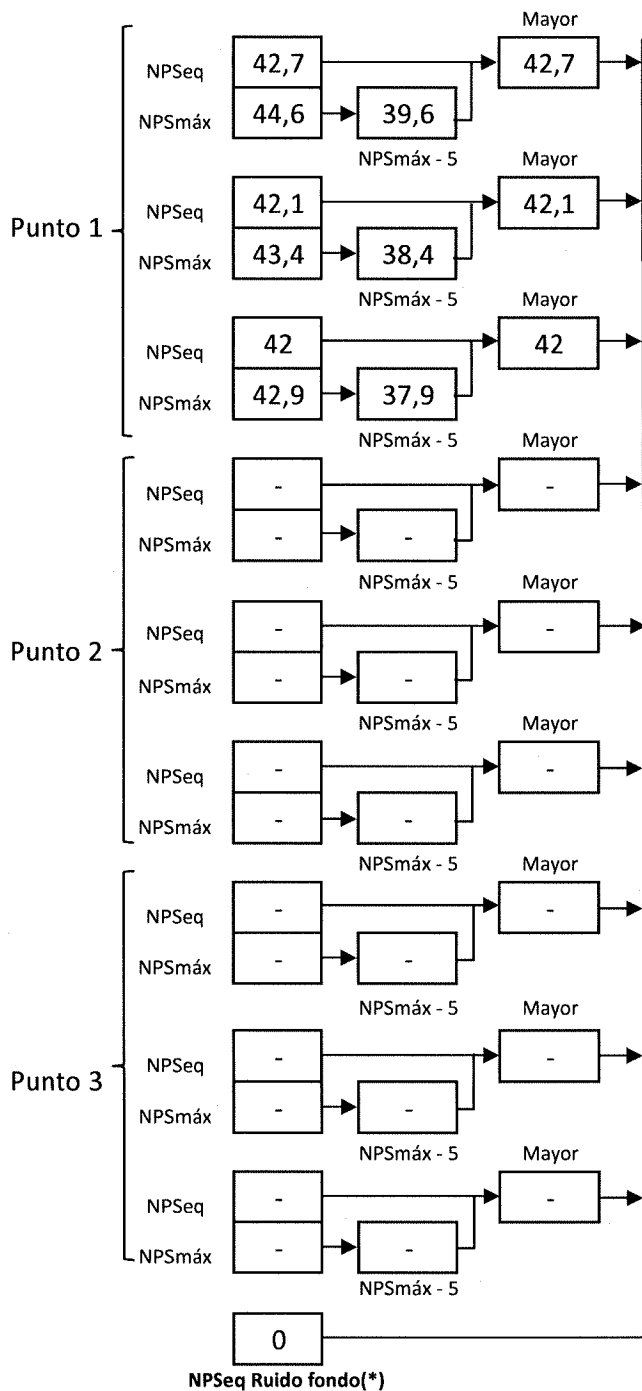 Mayor
NPSeq 42,7 42,7
NPSmáx 44,6 39,6
NPSmáx - 5
Mayor
NPSeq 42,1 42,1
Punto 1
NPSmáx 43,4 38,4
NPSmáx - 5
Mayor
NPSeq 42 42
NPSmáx 42,9 37,9
NPSmáx - 5
Mayor
NPSeq - -
NPSmáx - -
NPSmáx - 5
Mayor
NPSeq - -
Punto 2
NPSmáx - -
NPSmáx - 5
Mayor
NPSeq - -
NPSmáx - -
NPSmáx - 5
Mayor
NPSeq - -
NPSmáx - -
NPSmáx - 5
Mayor
NPSeq - -
Punto 3
NPSmáx - -
NPSmáx - 5
Mayor
NPSeq - -
NPSmáx - -
NPSmáx - 5
0
NPSeq Ruido fondo(*)